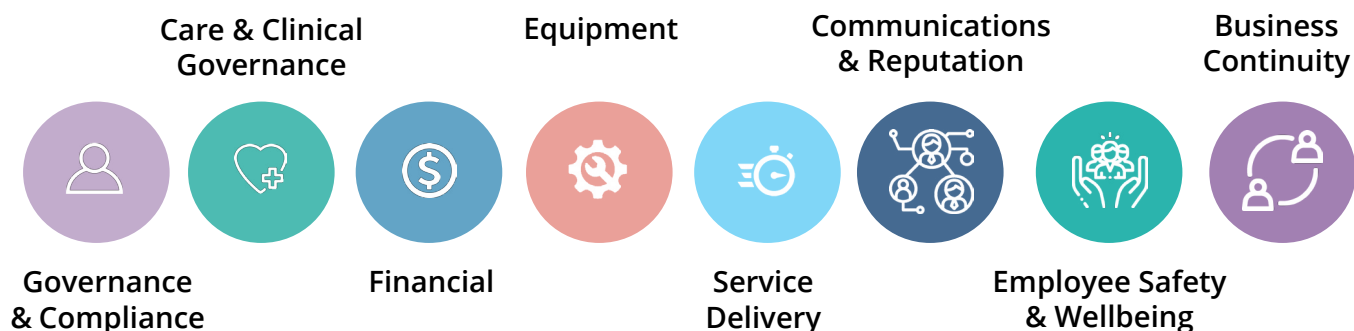 Care & Clinical
Governance
Equipment
Communications
& Reputation
Business
Continuity
$
Governance
& Compliance
Financial
Service
Delivery
Employee Safety
& Wellbeing